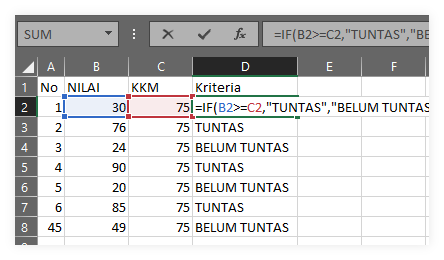 SUM fx =IF(B2>=C2,"TUNTAS","BE
A B C D E F
1 No NILAI KKM Kriteria
2 1 30 75 =IF(B2>=C2,"TUNTAS","BELUM TUNTAS
3 2 76 75 TUNTAS
4 3 24 75 BELUM TUNTAS
5 4 90 75 TUNTAS
6 5 20 75 BELUM TUNTAS
7 6 85 75 TUNTAS
8 45 49 75 BELUM TUNTAS